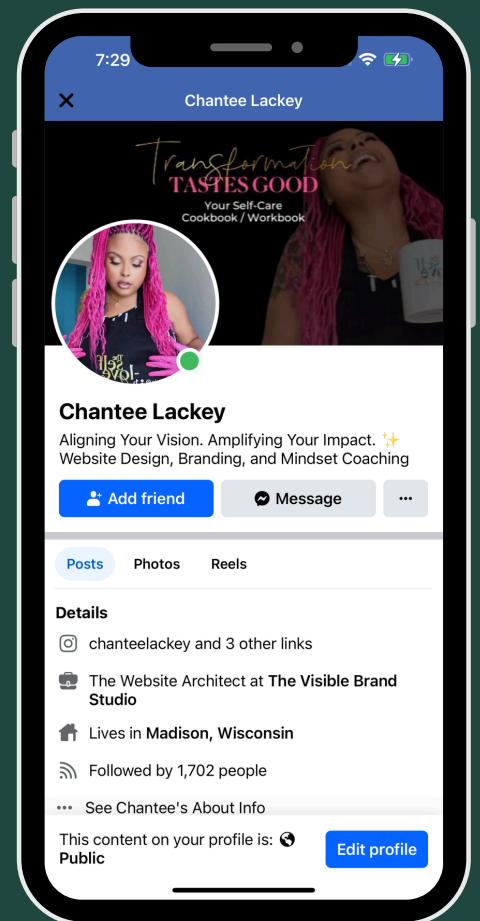 7:29
Chantee Lackey
Transformation
TASTES GOOD
Your Self-Care
Cookbook / Workbook
Chantee Lackey
Aligning Your Vision. Amplifying Your Impact. ✨
Website Design, Branding, and Mindset Coaching
Add friend
Message
Posts
Photos
Reels
Details
chanteelackey and 3 other links
The Website Architect at The Visible Brand
Studio
Lives in Madison, Wisconsin
Followed by 1,702 people
See Chantee's About Info
This content on your profile is:
Public
Edit profile